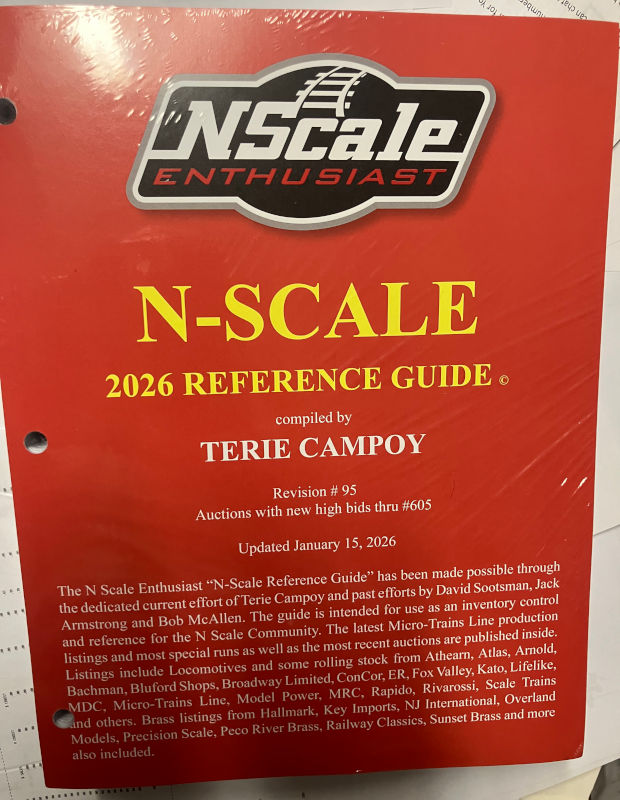 NScale
ENTHUSIAST
N-SCALE
2026 REFERENCE GUIDE ©
compiled by
TERIE CAMPOY
Revision # 95
Auctions with new high bids thru #605
Updated January 15, 2026
The N Scale Enthusiast “N-Scale Reference Guide” has been made possible through
the dedicated current effort of Terie Campoy and past efforts by David Sootsman, Jack
Armstrong and Bob McAllen. The guide is intended for use as an inventory control
and reference for the N Scale Community. The latest Micro-Trains Line production
listings and most special runs as well as the most recent auctions are published inside.
Listings include Locomotives and some rolling stock from Athearn, Atlas, Arnold,
Bachman, Bluford Shops, Broadway Limited, ConCor, ER, Fox Valley, Kato, Lifelike,
MDC, Micro-Trains Line, Model Power, MRC, Rapido, Rivarossi, Scale Trains
and others. Brass listings from Hallmark, Key Imports, NJ International, Overland
Models, Precision Scale, Peco River Brass, Railway Classics, Sunset Brass and more
also included.